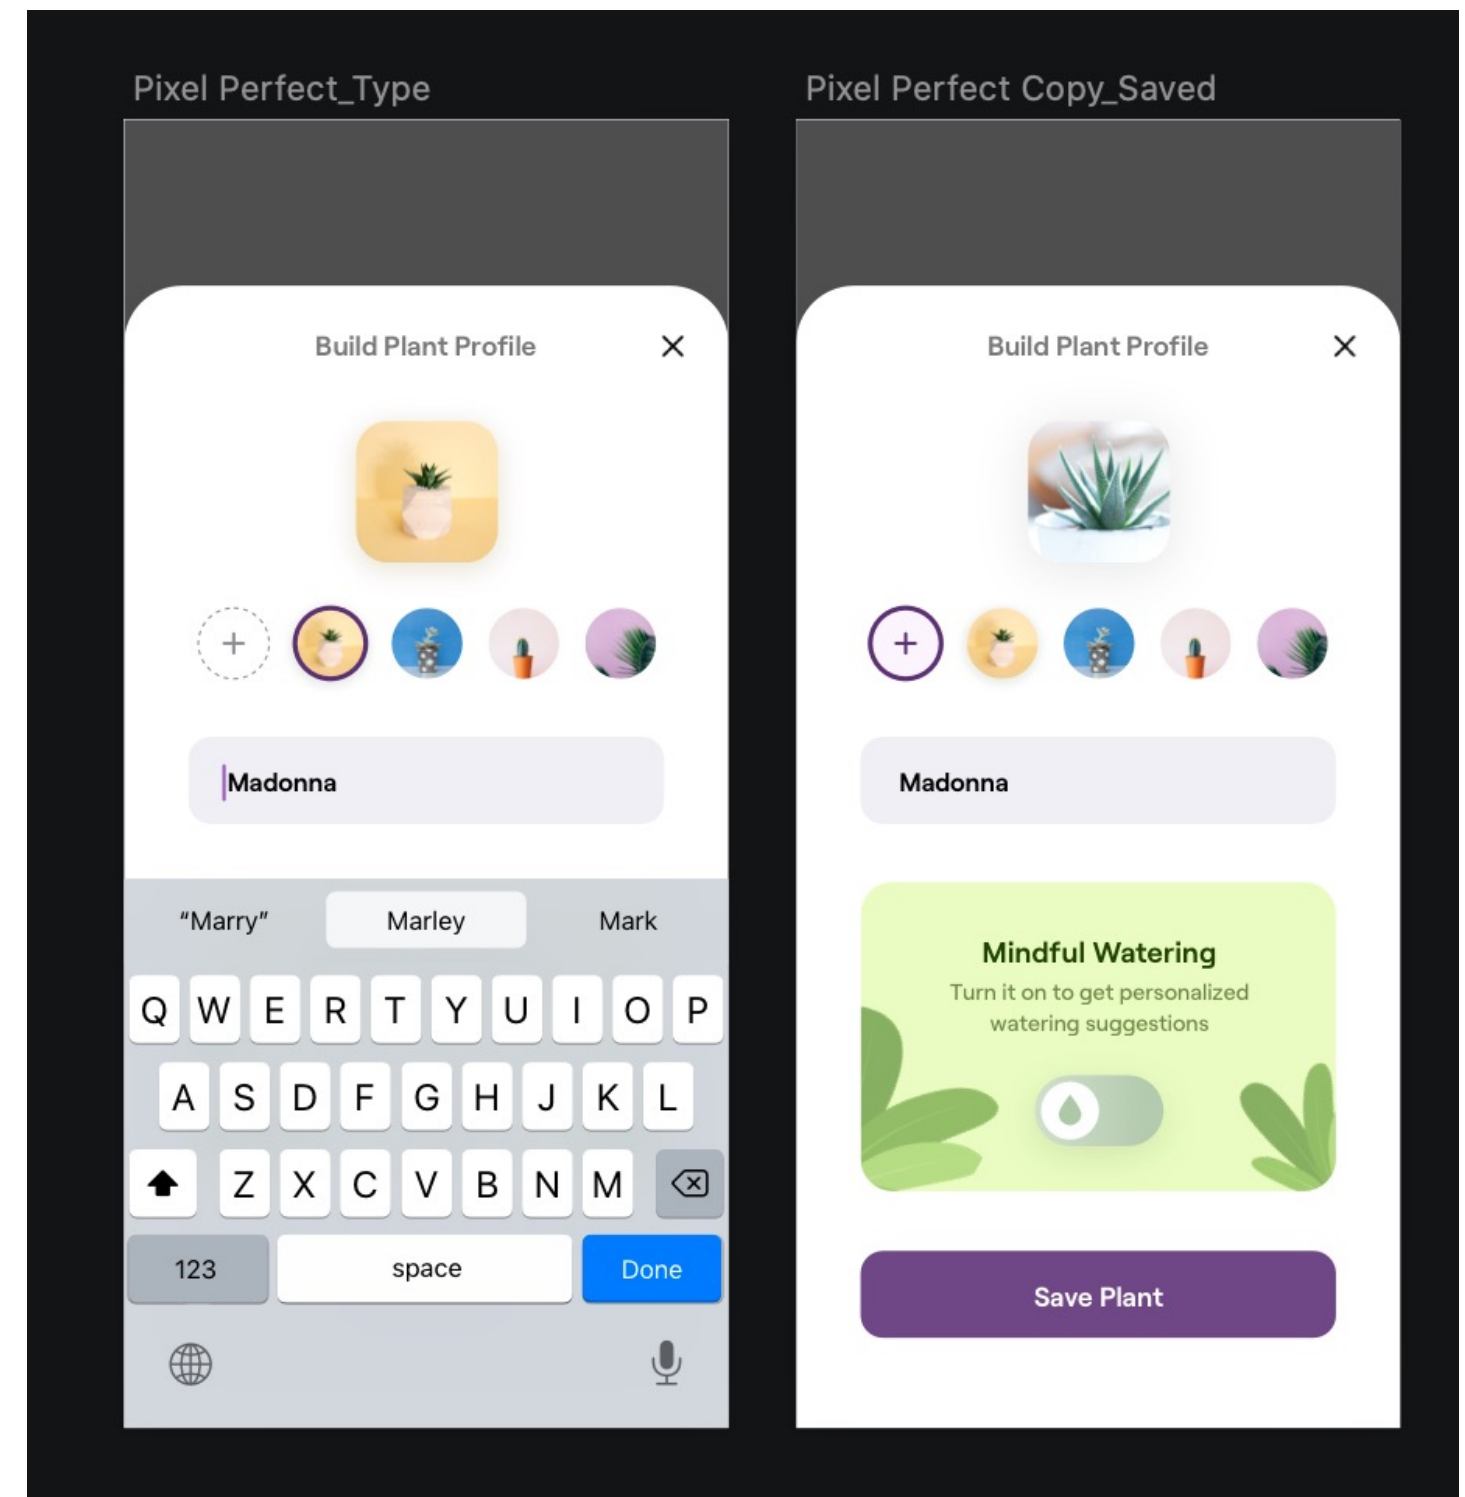 Pixel Perfect_Type
Build Plant Profile
Madonna
“Marry”
Marley
Mark
Q W E R T Y U I O P
A S D F G H J K L
Z X C V B N M
123
space
Done
Pixel Perfect Copy_Saved
Build Plant Profile
Madonna
Mindful Watering
Turn it on to get personalized
watering suggestions
Save Plant